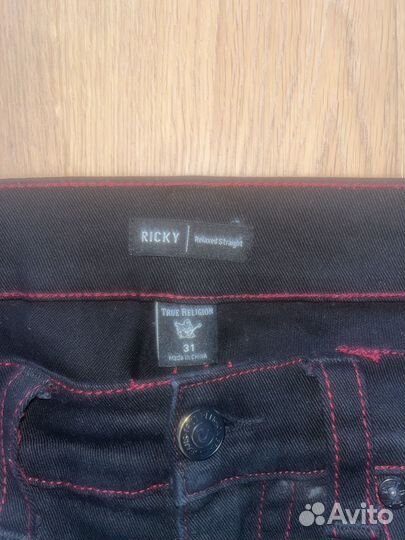 RICKY | Relaxed Straight
TRUE RELIGION
31
MADE IN CHINA
Avito